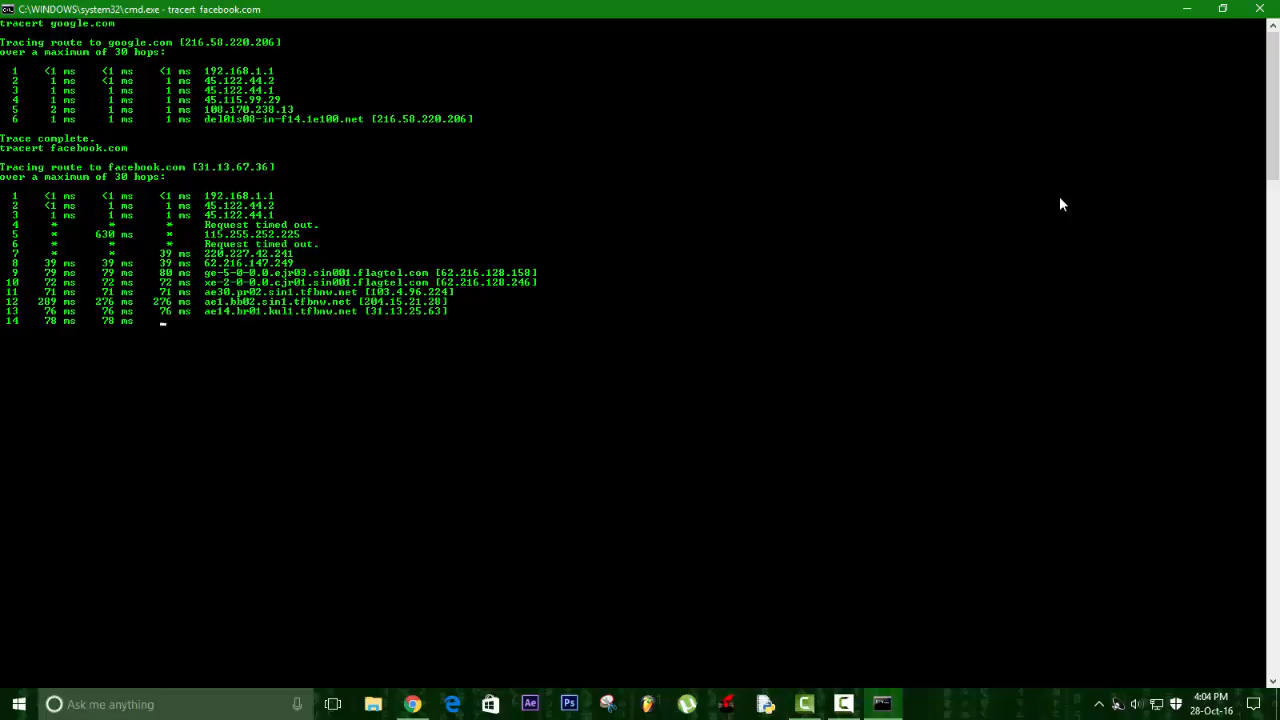 C:\WINDOWS\system32\cmd.exe - tracert facebook.com
tracert google.com
Tracing route to google.com [216.58.220.206]
over a maximum of 30 hops:
1 <1 ms <1 ms <1 ms 192.168.1.1
2 1 ms <1 ms 1 ms 45.122.44.2
3 1 ms 1 ms 1 ms 45.122.44.1
4 1 ms 1 ms 1 ms 45.115.99.29
5 2 ms 1 ms 1 ms 108.170.238.13
6 1 ms 1 ms 1 ms del01s08-in-f14.1e100.net [216.58.220.206]
Trace complete.
tracert facebook.com
Tracing route to facebook.com [31.13.67.36]
over a maximum of 30 hops:
1 <1 ms <1 ms <1 ms 192.168.1.1
2 <1 ms 1 ms 1 ms 45.122.44.2
3 1 ms 1 ms 1 ms 45.122.44.1
4 * * * Request timed out.
5 * 630 ms * 115.255.252.225
6 * * * Request timed out.
7 * * 39 ms 220.227.42.241
8 39 ms 39 ms 39 ms 62.216.147.249
9 79 ms 79 ms 80 ms ge-5-0-0.0.ejr03.sin001.flagtel.com [62.216.128.158]
10 72 ms 72 ms 72 ms xe-2-0-0.0.cjr01.sin001.flagtel.com [62.216.128.246]
11 71 ms 71 ms 71 ms ae30.pr02.sin1.tfbnw.net [103.4.96.224]
12 289 ms 276 ms 276 ms ae1.bb02.sin1.tfbnw.net [204.15.21.28]
13 76 ms 76 ms 76 ms ae14.br01.kul1.tfbnw.net [31.13.25.63]
14 78 ms 78 ms
Ask me anything
Ae
Ps
4:04 PM
28-Oct-16